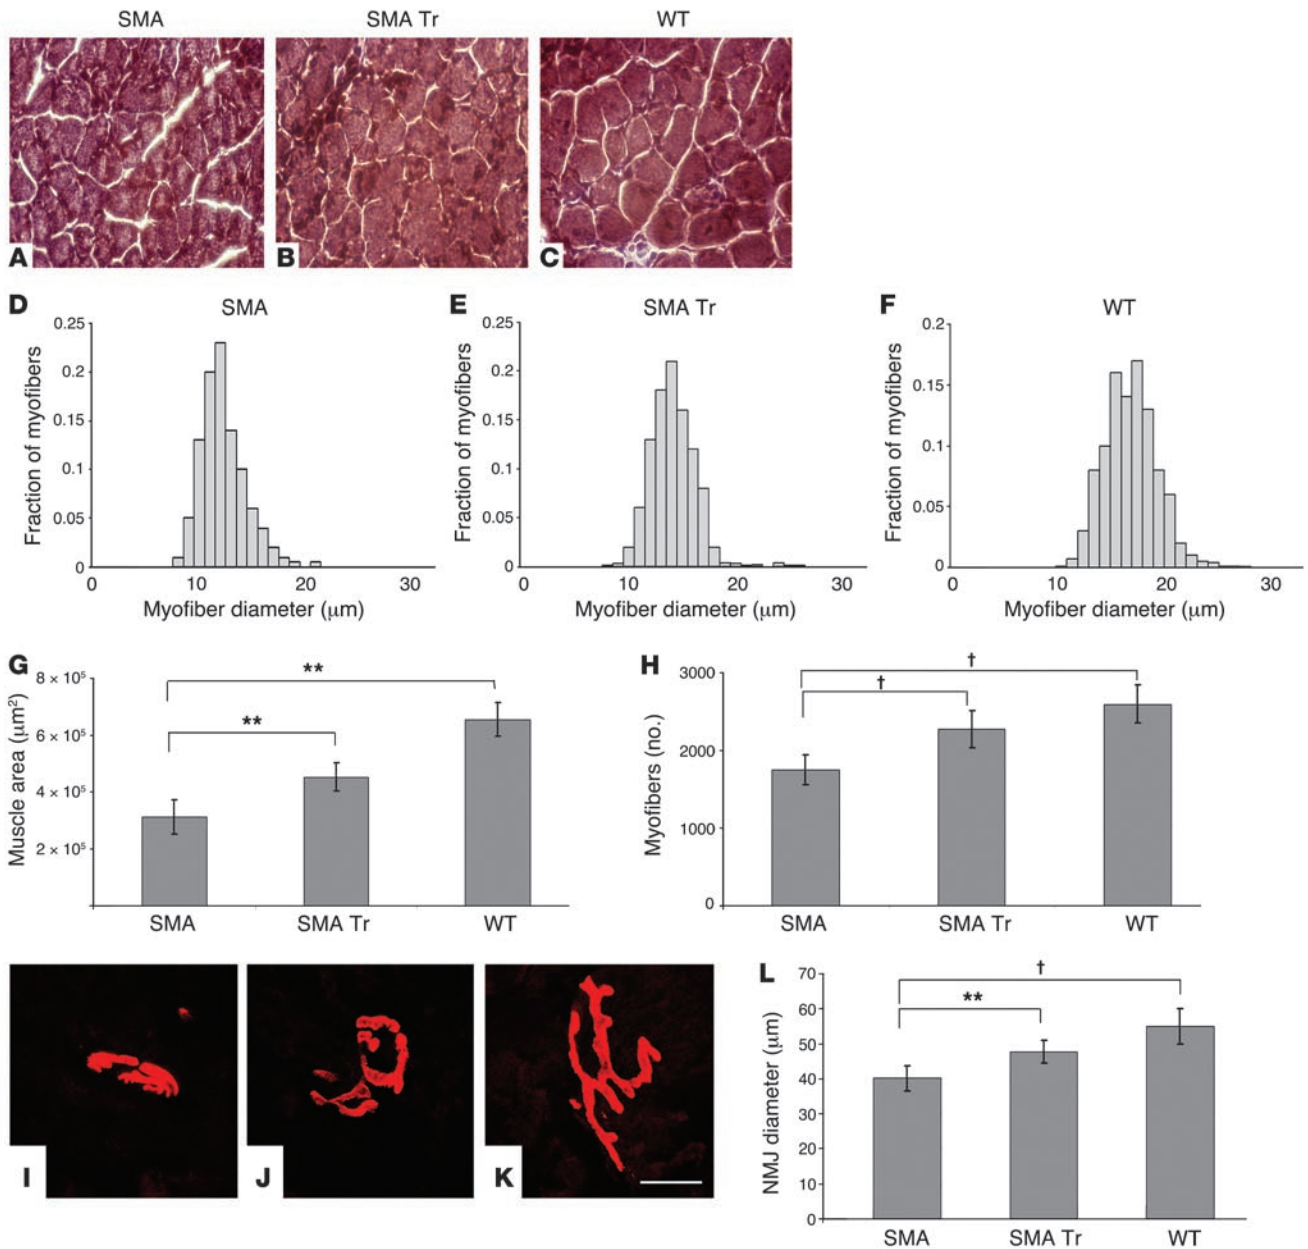 SMA SMA Tr WT
A B C
D SMA E SMA Tr F WT
Fraction of myofibers
0.25
0.2
0.15
0.1
0.05
0
0 10 20 30
Myofiber diameter (μm)
Fraction of myofibers
0.25
0.2
0.15
0.1
0.05
0
0 10 20 30
Myofiber diameter (μm)
Fraction of myofibers
0.2
0.15
0.1
0.05
0
0 10 20 30
Myofiber diameter (μm)
G
Muscle area (μm²)
8 × 10⁵
6 × 10⁵
4 × 10⁵
2 × 10⁵
**
**
SMA SMA Tr WT
H
Myofibers (no.)
3000
2000
1000
0
†
†
SMA SMA Tr WT
I J K
L
NMJ diameter (μm)
70
60
50
40
30
20
10
0
†
**
SMA SMA Tr WT